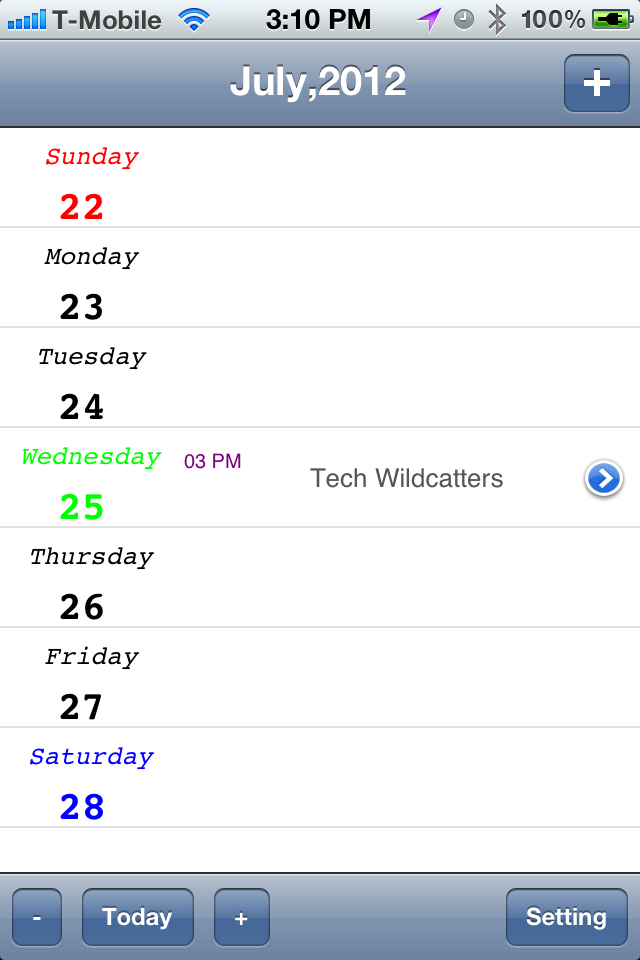 T-Mobile 3:10 PM 100%
July,2012 +
Sunday
22
Monday
23
Tuesday
24
Wednesday 03 PM
Tech Wildcatters
25
Thursday
26
Friday
27
Saturday
28
- Today + Setting